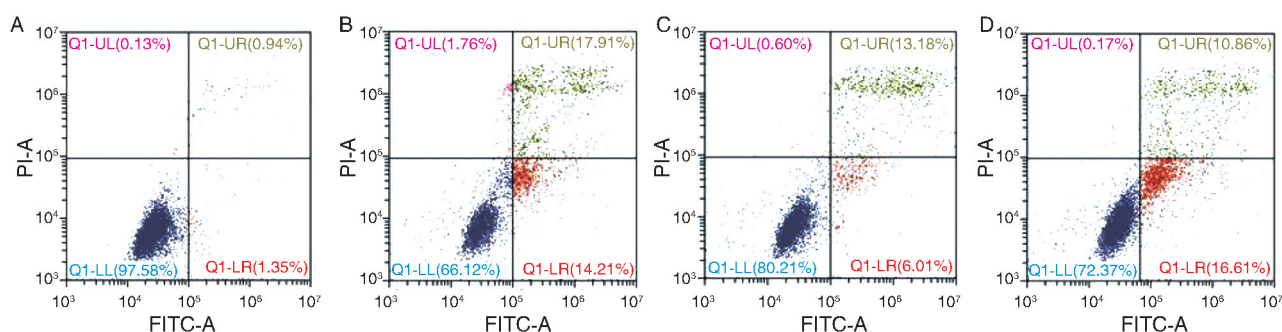 A
B
C
D
Q1-UL(0.13%) Q1-UR(0.94%)
Q1-UL(1.76%) Q1-UR(17.91%)
Q1-UL(0.60%) Q1-UR(13.18%)
Q1-UL(0.17%) Q1-UR(10.86%)
10⁷ 10⁷ 10⁷ 10⁷
10⁶ 10⁶ 10⁶ 10⁶
PI-A PI-A PI-A PI-A
10⁵ 10⁵ 10⁵ 10⁵
10⁴ 10⁴ 10⁴ 10⁴
Q1-LL(97.58%) Q1-LR(1.35%)
Q1-LL(66.12%) Q1-LR(14.21%)
Q1-LL(80.21%) Q1-LR(6.01%)
Q1-LL(72.37%) Q1-LR(16.61%)
10³ 10³ 10³ 10³
10³ 10⁴ 10⁵ 10⁶ 10⁷
10³ 10⁴ 10⁵ 10⁶ 10⁷
10³ 10⁴ 10⁵ 10⁶ 10⁷
10³ 10⁴ 10⁵ 10⁶ 10⁷
FITC-A FITC-A FITC-A FITC-A